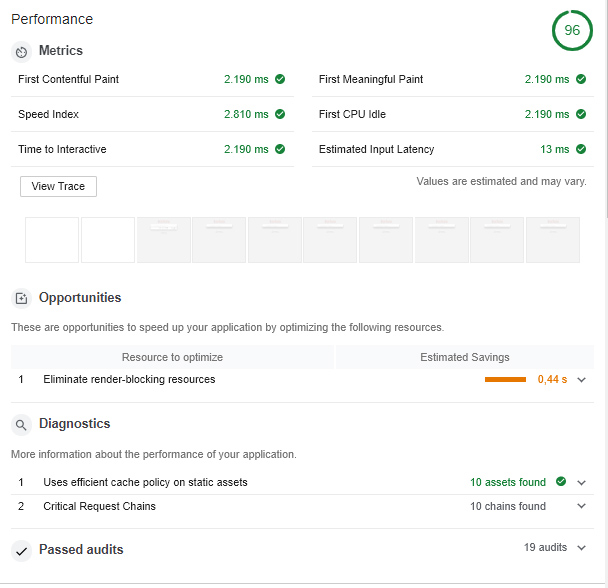 Performance
96
Metrics
First Contentful Paint 2.190 ms
First Meaningful Paint 2.190 ms
Speed Index 2.810 ms
First CPU Idle 2.190 ms
Time to Interactive 2.190 ms
Estimated Input Latency 13 ms
View Trace
Values are estimated and may vary.
Opportunities
These are opportunities to speed up your application by optimizing the following resources.
Resource to optimize Estimated Savings
1 Eliminate render-blocking resources 0,44 s
Diagnostics
More information about the performance of your application.
1 Uses efficient cache policy on static assets 10 assets found
2 Critical Request Chains 10 chains found
Passed audits 19 audits